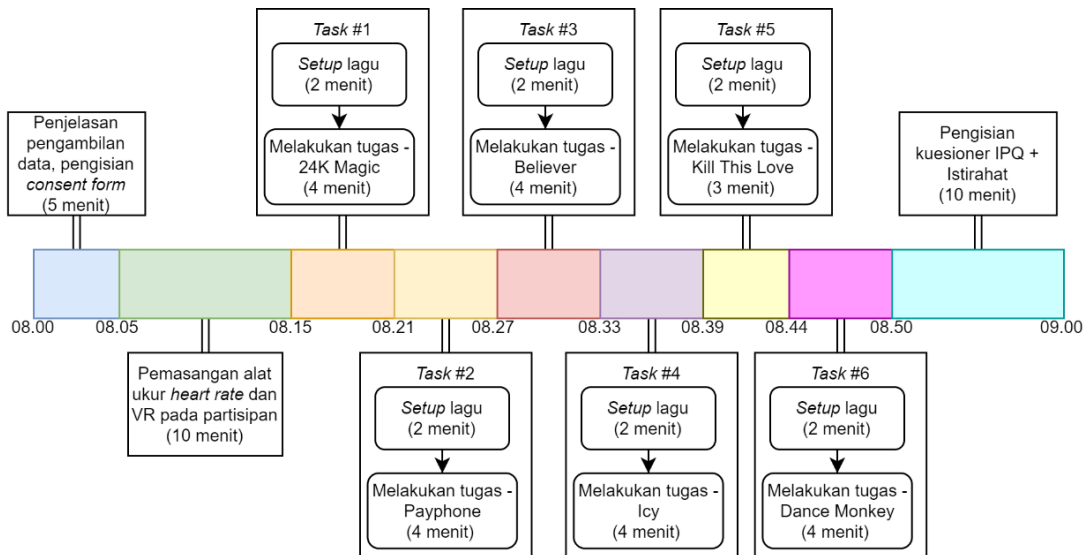 Task #1
Setup lagu
(2 menit)
Melakukan tugas -
24K Magic
(4 menit)
Task #3
Setup lagu
(2 menit)
Melakukan tugas -
Believer
(4 menit)
Task #5
Setup lagu
(2 menit)
Melakukan tugas -
Kill This Love
(3 menit)
Penjelasan
pengambilan
data, pengisian
consent form
(5 menit)
Pengisian
kuesioner IPQ +
Istirahat
(10 menit)
08.00
08.05
08.15
08.21
08.27
08.33
08.39
08.44
08.50
09.00
Pemasangan alat
ukur heart rate dan
VR pada partisipan
(10 menit)
Task #2
Setup lagu
(2 menit)
Melakukan tugas -
Payphone
(4 menit)
Task #4
Setup lagu
(2 menit)
Melakukan tugas -
Icy
(4 menit)
Task #6
Setup lagu
(2 menit)
Melakukan tugas -
Dance Monkey
(4 menit)